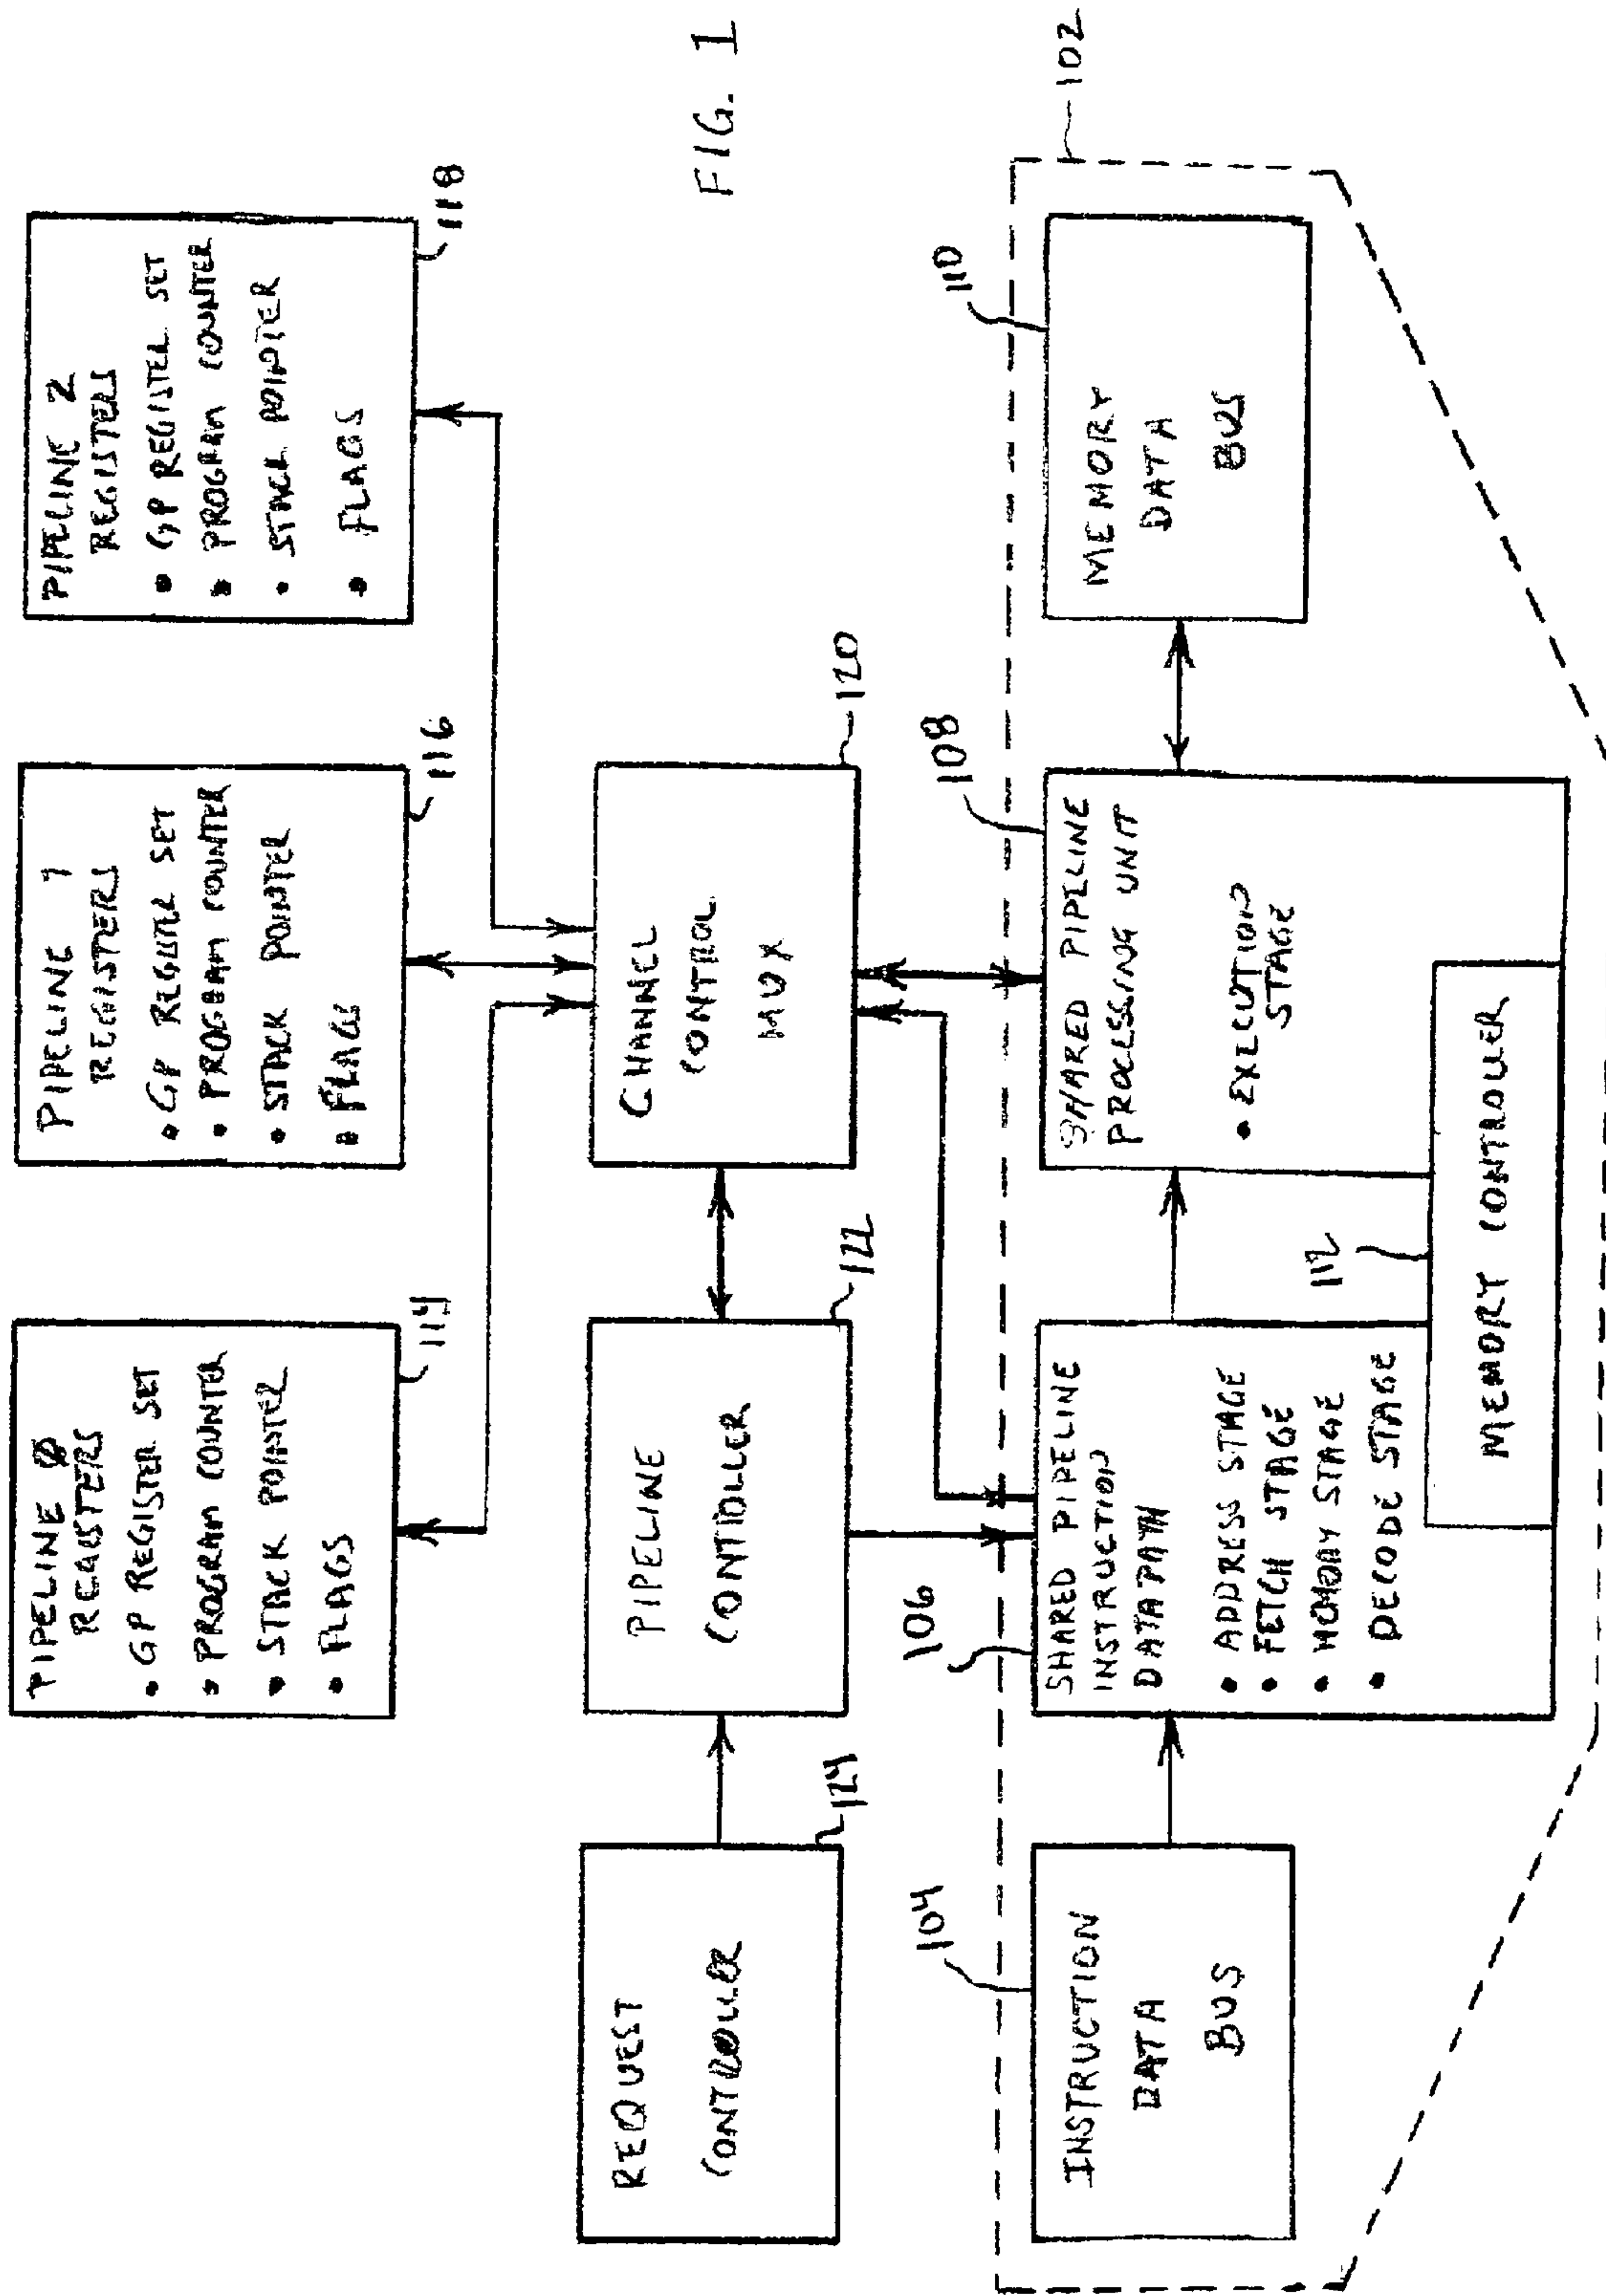 PIPELINE 0
REGISTERS
• GP REGISTER SET
• PROGRAM COUNTER
• STACK POINTER
• FLAGS
114
PIPELINE 1
REGISTERS
• GP REGISTER SET
• PROGRAM COUNTER
• STACK POINTER
• FLAGS
116
PIPELINE 2
REGISTERS
• GP REGISTER SET
• PROGRAM COUNTER
• STACK POINTER
• FLAGS
118
REQUEST
CONTROLLER
124
PIPELINE
CONTROLLER
122
CHANNEL
CONTROL
MUX
120
FIG. 1
104
INSTRUCTION
DATA
BUS
106
SHARED PIPELINE
INSTRUCTION
DATAPATH
• ADDRESS STAGE
• FETCH STAGE
• MEMORY STAGE
• DECODE STAGE
112
MEMORY CONTROLLER
108
SHARED PIPELINE
PROCESSING UNIT
• EXECUTION
STAGE
110
MEMORY
DATA
BUS
102